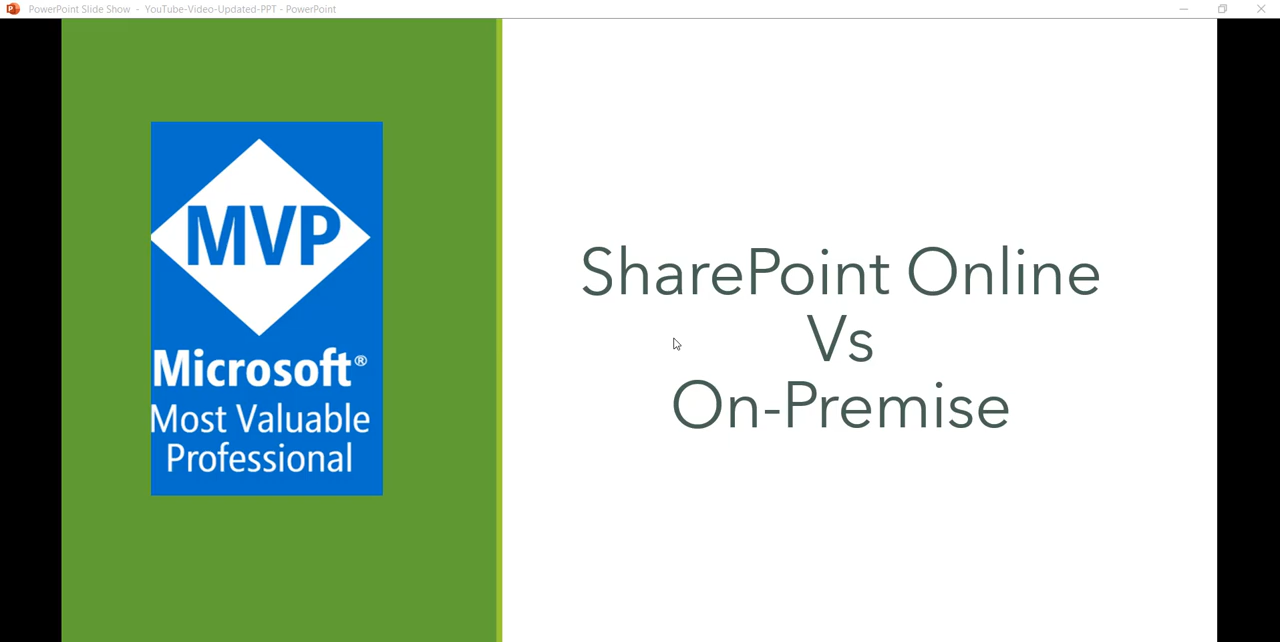 PowerPoint Slide Show - YouTube-Video-Updated-PPT - PowerPoint
MVP
Microsoft®
Most Valuable
Professional
SharePoint Online
Vs
On-Premise